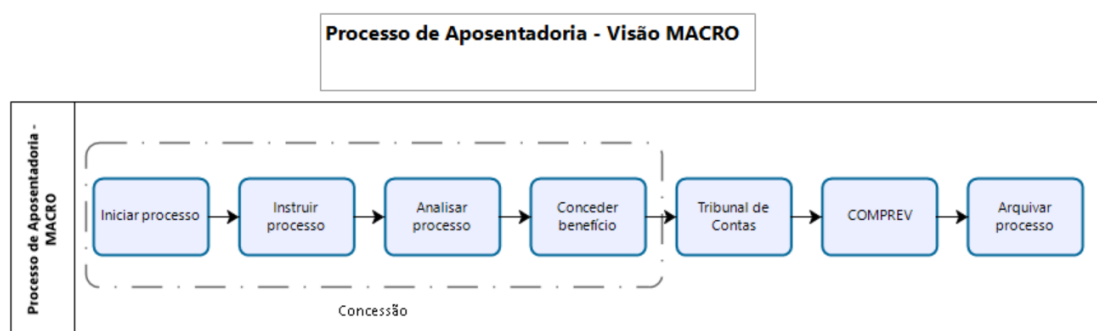 Processo de Aposentadoria - Visão MACRO
Processo de Aposentadoria -
MACRO
Iniciar processo
Instruir
processo
Analisar
processo
Conceder
benefício
Tribunal de
Contas
COMPREV
Arquivar
processo
Concessão